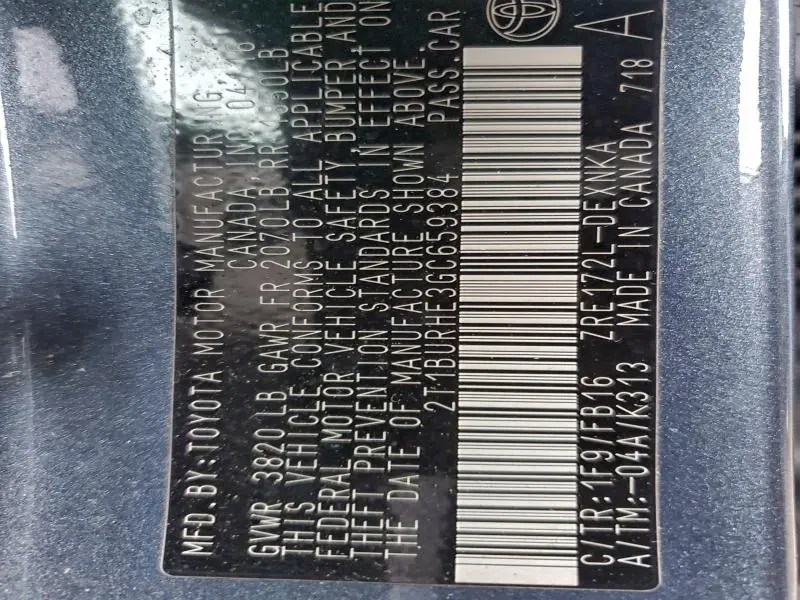 MFD.BY:TOYOTA MOTOR MANUFACTURING
CANADA,INC.
GVWR 3820LB GAWR FR 2070LB RR
THIS VEHICLE CONFORMS TO ALL APPLICABLE
FEDERAL MOTOR VEHICLE SAFETY BUMPER,AND
THEFT PREVENTION STANDARDS IN EFFECT ON
THE DATE OF MANUFACTURE SHOWN ABOVE.
2T1BURHE3GC659384 PASS CAR
C/TR:1F9/FB16 ZRE172L-DEXNKA
A/TM:-04A/K313 MADE IN CANADA 718 A